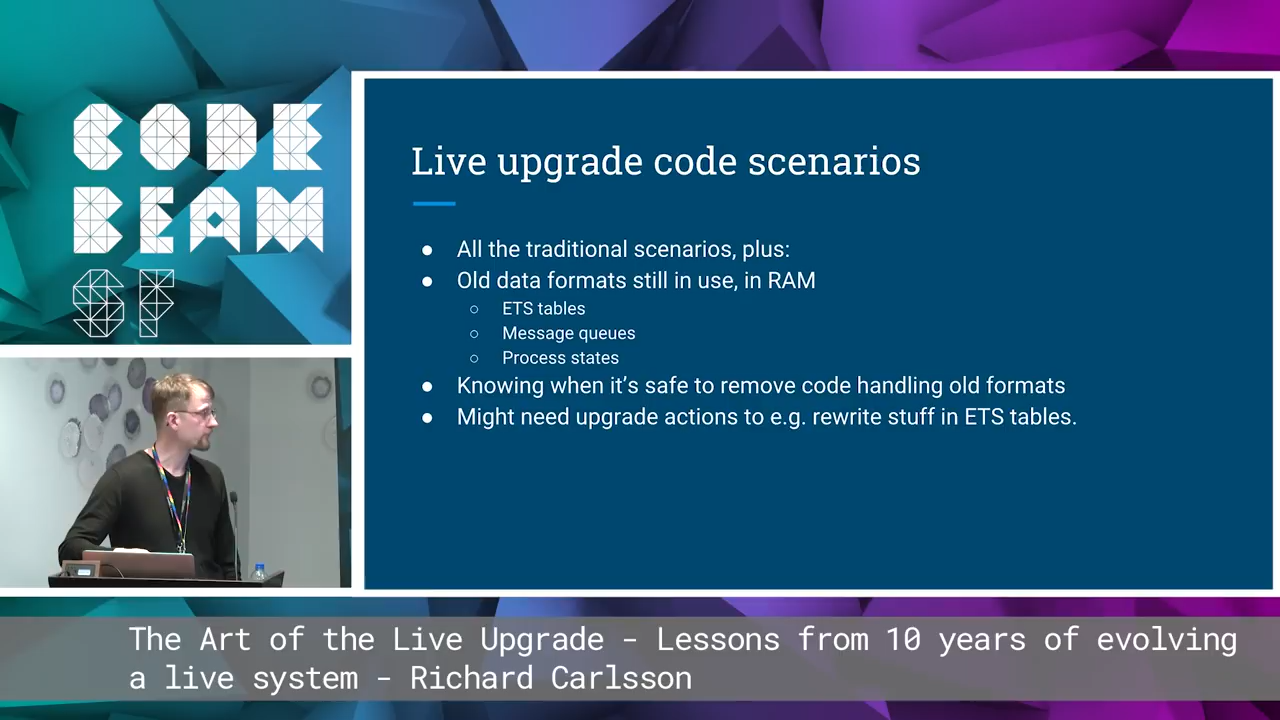 CODE
BEAM
SF
Live upgrade code scenarios
● All the traditional scenarios, plus:
● Old data formats still in use, in RAM
○ ETS tables
○ Message queues
○ Process states
● Knowing when it’s safe to remove code handling old formats
● Might need upgrade actions to e.g. rewrite stuff in ETS tables.
The Art of the Live Upgrade - Lessons from 10 years of evolving
a live system - Richard Carlsson